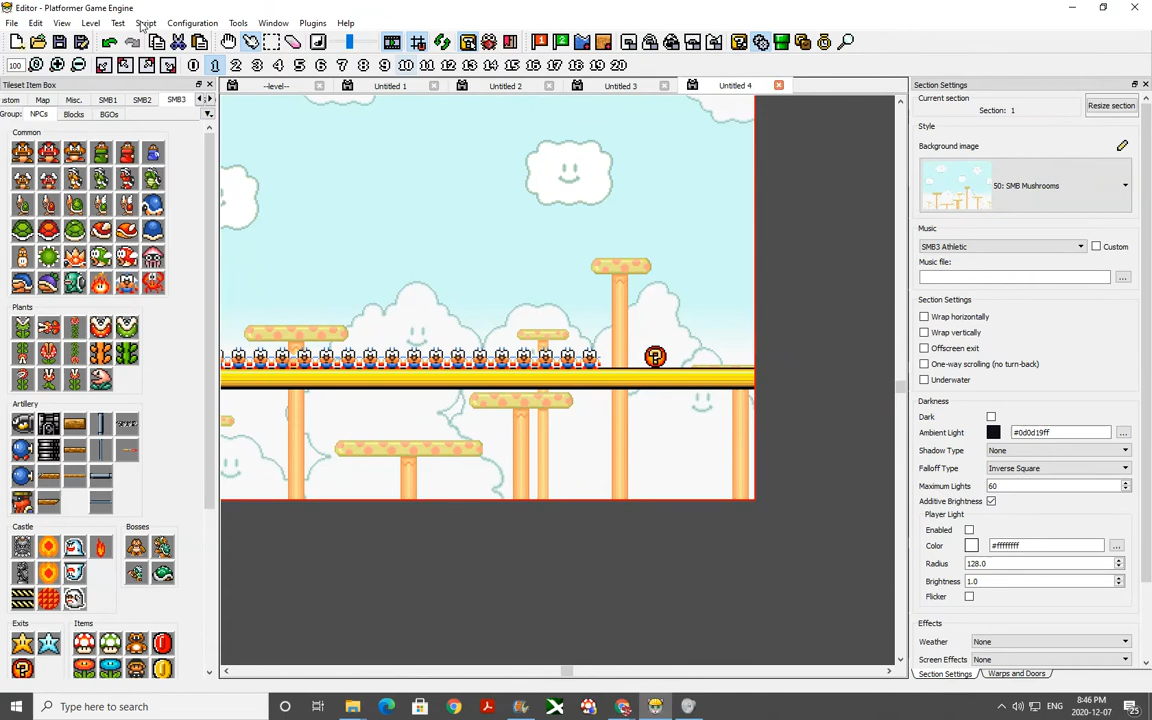 Editor - Platformer Game Engine
File Edit View Level Test Script Configuration Tools Window Plugins Help
100 0 1 2 3 4 5 6 7 8 9 10 11 12 13 14 15 16 17 18 19 20
Tileset Item Box
ustom Map Misc. SMB1 SMB2 SMB3
Group: NPCs Blocks BGOs
Common
Plants
Artillery
Castle Bosses
Exits Items
--level-- Untitled 1 Untitled 2 Untitled 3 Untitled 4
Section Settings
Current section
Section: 1
Resize section
Style
Background image
50: SMB Mushrooms
Music
SMB3 Athletic
Custom
Music file:
...
Section Settings
Wrap horizontally
Wrap vertically
Offscreen exit
One-way scrolling (no turn-back)
Underwater
Darkness
Dark
Ambient Light #0d0d19ff ...
Shadow Type None
Falloff Type Inverse Square
Maximum Lights 60
Additive Brightness
Player Light
Enabled
Color #ffffffff ...
Radius 128.0
Brightness 1.0
Flicker
Effects
Weather None
Screen Effects None
Section Settings Warps and Doors
Type here to search
ENG
8:46 PM
2020-12-07
25